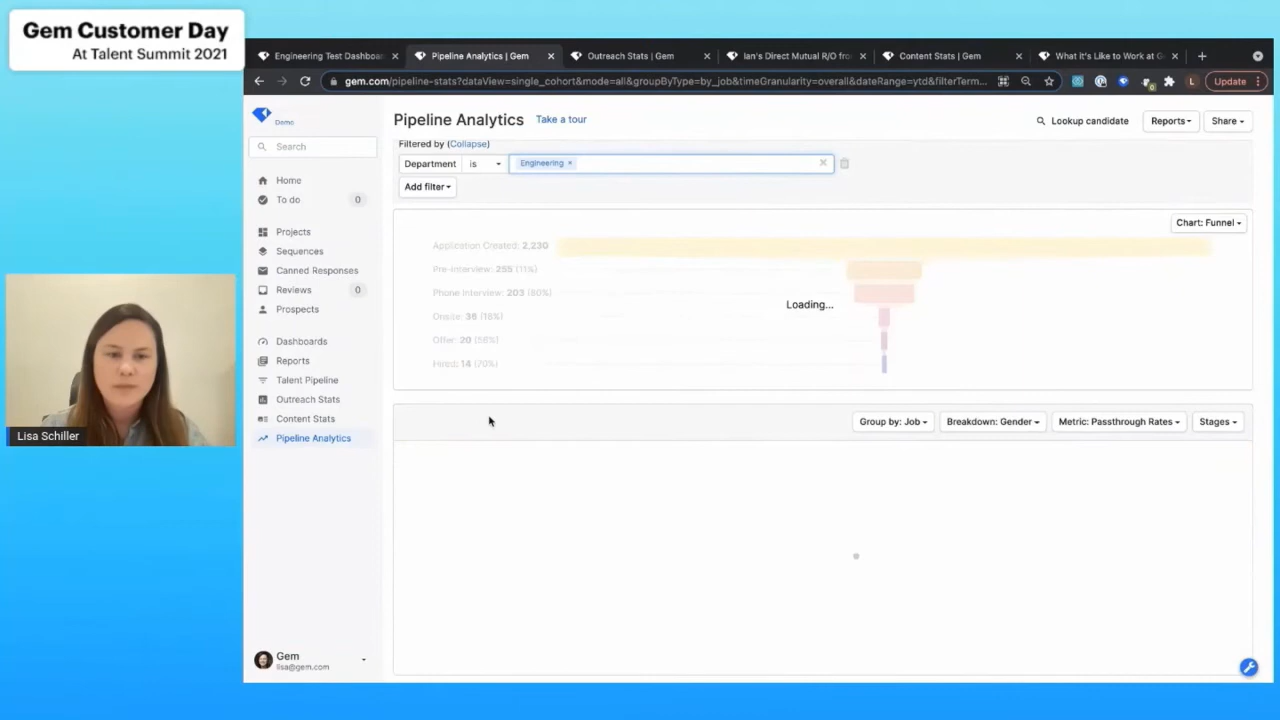 Gem Customer Day
At Talent Summit 2021
Engineering Test Dashboa
Pipeline Analytics | Gem
Outreach Stats | Gem
Ian's Direct Mutual R/O fro
Content Stats | Gem
What it's Like to Work at G
gem.com/pipeline-stats?dataView=single_cohort&mode=all&groupByType=by_job&timeGranularity=overall&dateRange=ytd&filterTerm...
L
Update
Demo
Search
Home
To do 0
Projects
Sequences
Canned Responses
Reviews 0
Prospects
Dashboards
Reports
Talent Pipeline
Outreach Stats
Content Stats
Pipeline Analytics
Gem
lisa@gem.com
Pipeline Analytics Take a tour
Lookup candidate
Reports
Share
Filtered by (Collapse)
Department is Engineering ×
Add filter
Chart: Funnel
Application Created: 2,230
Pre-Interview: 255 (11%)
Phone Interview: 203 (80%)
Onsite: 36 (18%)
Offer: 20 (56%)
Hired: 14 (70%)
Loading...
Group by: Job
Breakdown: Gender
Metric: Passthrough Rates
Stages
Lisa Schiller